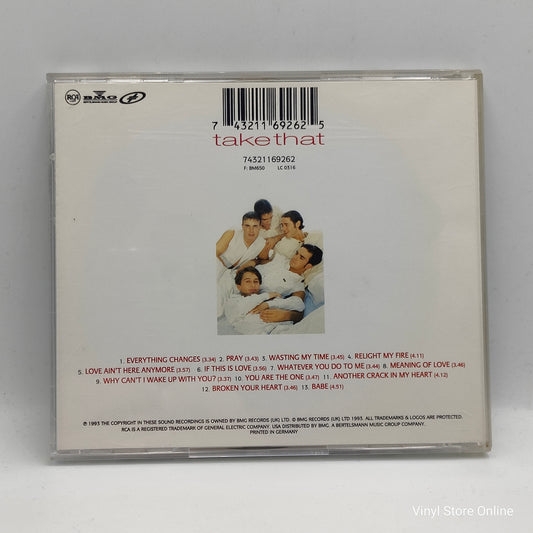 RCA BMG
7 43211 69262 5
take that
74321169262
F: BM650 LC 0316
1. EVERYTHING CHANGES (3.34) 2. PRAY (3.43) 3. WASTING MY TIME (3.45) 4. RELIGHT MY FIRE (4.11)
5. LOVE AIN'T HERE ANYMORE (3.57) 6. IF THIS IS LOVE (3.56) 7. WHATEVER YOU DO TO ME (3.44) 8. MEANING OF LOVE (3.46)
9. WHY CAN'T I WAKE UP WITH YOU? (3.37) 10. YOU ARE THE ONE (3.47) 11. ANOTHER CRACK IN MY HEART (4.12)
12. BROKEN YOUR HEART (3.46) 13. BABE (4.51)
℗ 1993 THE COPYRIGHT IN THESE SOUND RECORDINGS IS OWNED BY BMG RECORDS (UK) LTD. © BMG RECORDS (UK) LTD 1993. ALL TRADEMARKS & LOGOS ARE PROTECTED.
RCA IS A REGISTERED TRADEMARK OF GENERAL ELECTRIC COMPANY. USA DISTRIBUTED BY BMG. A BERTELSMANN MUSIC GROUP COMPANY.
PRINTED IN GERMANY
Vinyl Store Online